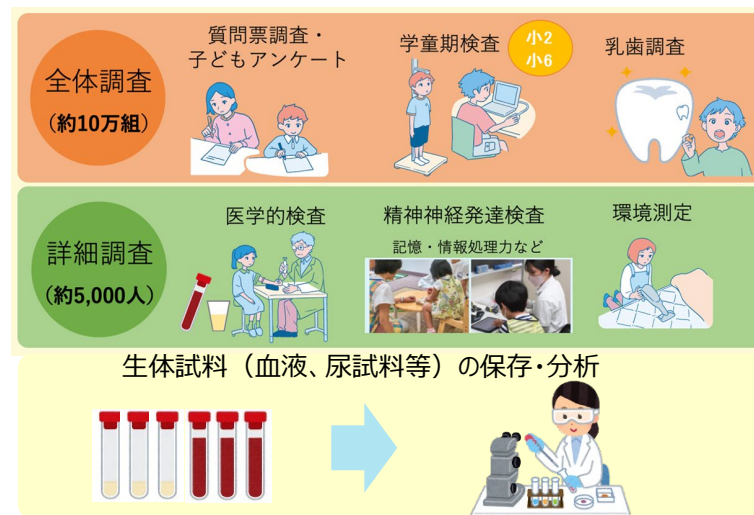 全体調査
（約10万組）
質問票調査・
子どもアンケート
学童期検査
小2
小6
乳歯調査
詳細調査
（約5,000人）
医学的検査
精神神経発達検査
記憶・情報処理力など
環境測定
生体試料（血液、尿試料等）の保存・分析